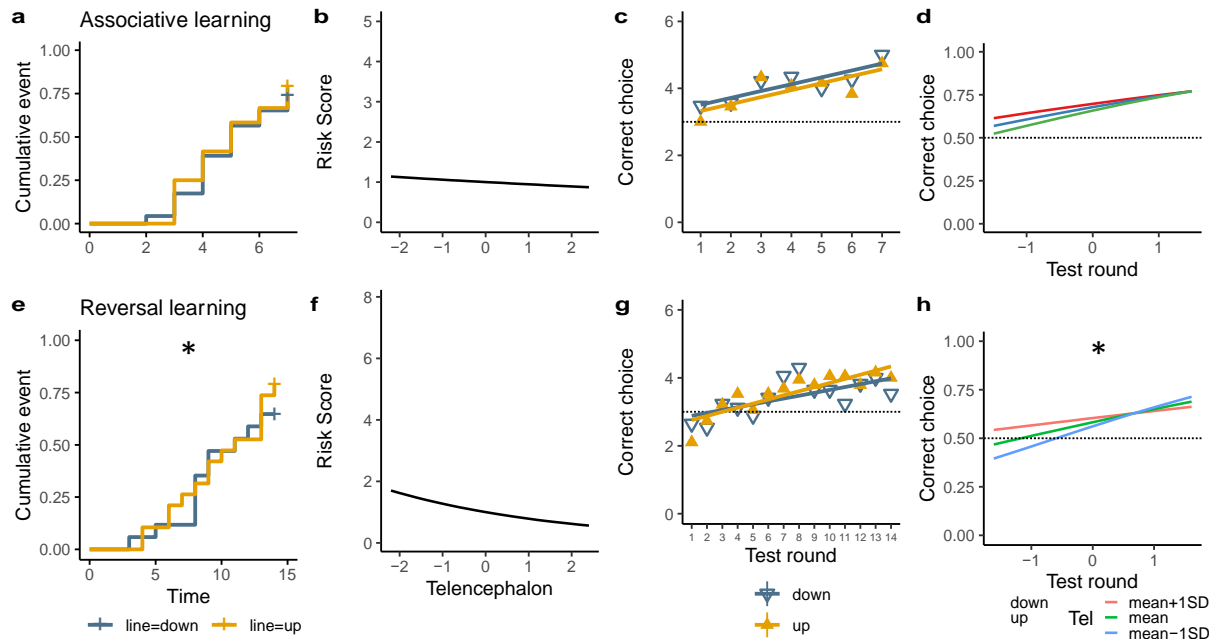 a Associative learning
b
c
d
Cumulative event
1.00
0.75
0.50
0.25
0.00
0 2 4 6
Risk Score
5
4
3
2
1
0
−2 −1 0 1 2
Correct choice
6
4
2
0
1 2 3 4 5 6 7
Correct choice
1.00
0.75
0.50
0.25
0.00
−1 0 1
Test round
e Reversal learning
f
g
h
Cumulative event
1.00
0.75
0.50
0.25
0.00
*
0 5 10 15
Time
line=down line=up
Risk Score
8
6
4
2
0
−2 −1 0 1 2
Telencephalon
Correct choice
6
4
2
0
1 2 3 4 5 6 7 8 9 10 11 12 13 14
Test round
down
up
Correct choice
1.00
0.75
0.50
0.25
0.00
*
−1 0 1
Test round
down
up
Tel
mean+1SD
mean
mean−1SD